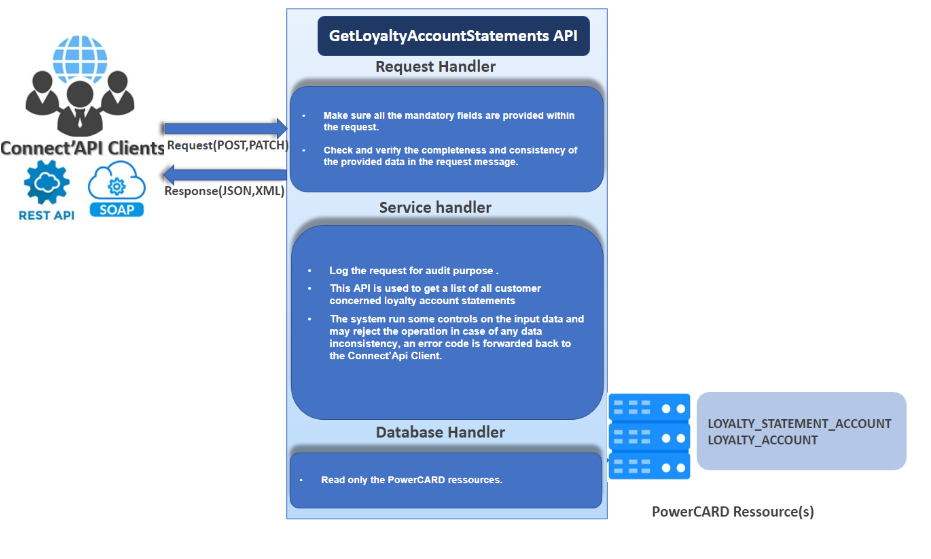 GetLoyaltyAccountStatements API
Request Handler
• Make sure all the mandatory fields are provided within
the request.
• Check and verify the completeness and consistency of
the provided data in the request message.
Connect'API Clients
Request(POST,PATCH)
Response(JSON,XML)
REST API
SOAP
Service handler
• Log the request for audit purpose .
• This API is used to get a list of all customer
concerned loyalty account statements
• The system run some controls on the input data and
may reject the operation in case of any data
inconsistency, an error code is forwarded back to
the Connect'Api Client.
Database Handler
• Read only the PowerCARD ressources.
LOYALTY_STATEMENT_ACCOUNT
LOYALTY_ACCOUNT
PowerCARD Ressource(s)